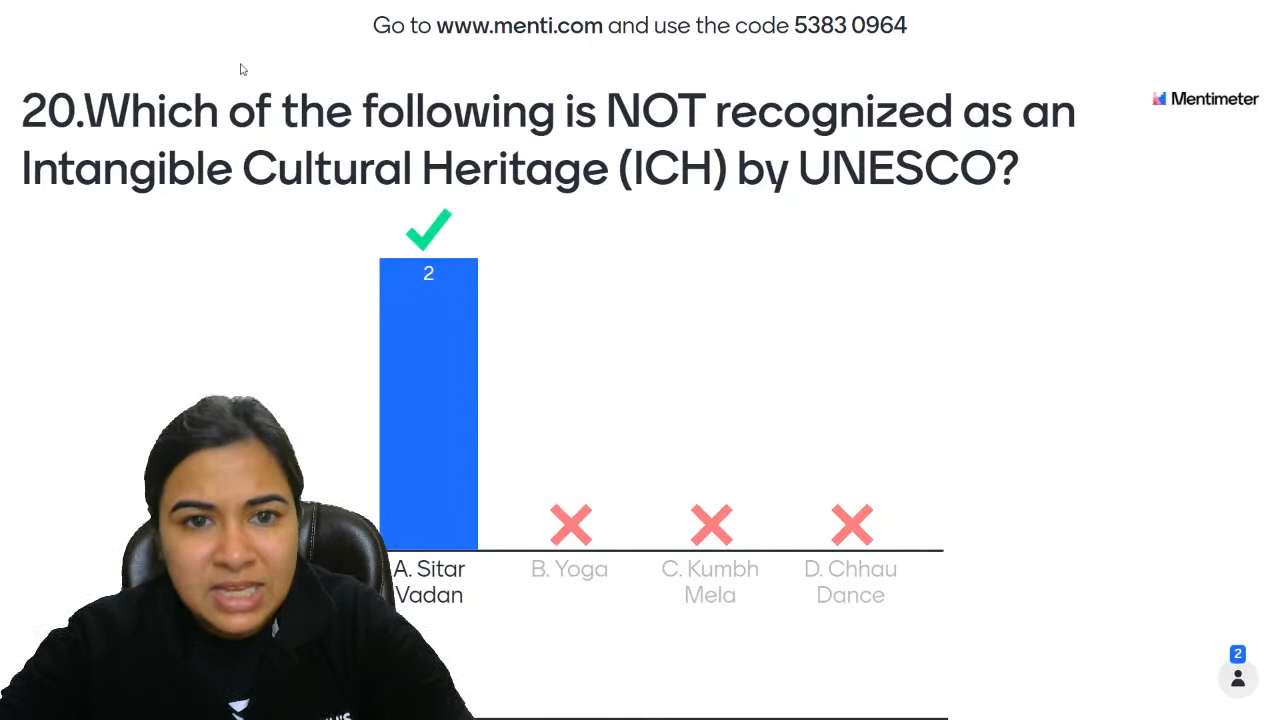 Go to www.menti.com and use the code 5383 0964
Mentimeter
20.Which of the following is NOT recognized as an
Intangible Cultural Heritage (ICH) by UNESCO?
2
A. Sitar
Vadan
B. Yoga
C. Kumbh
Mela
D. Chhau
Dance
2